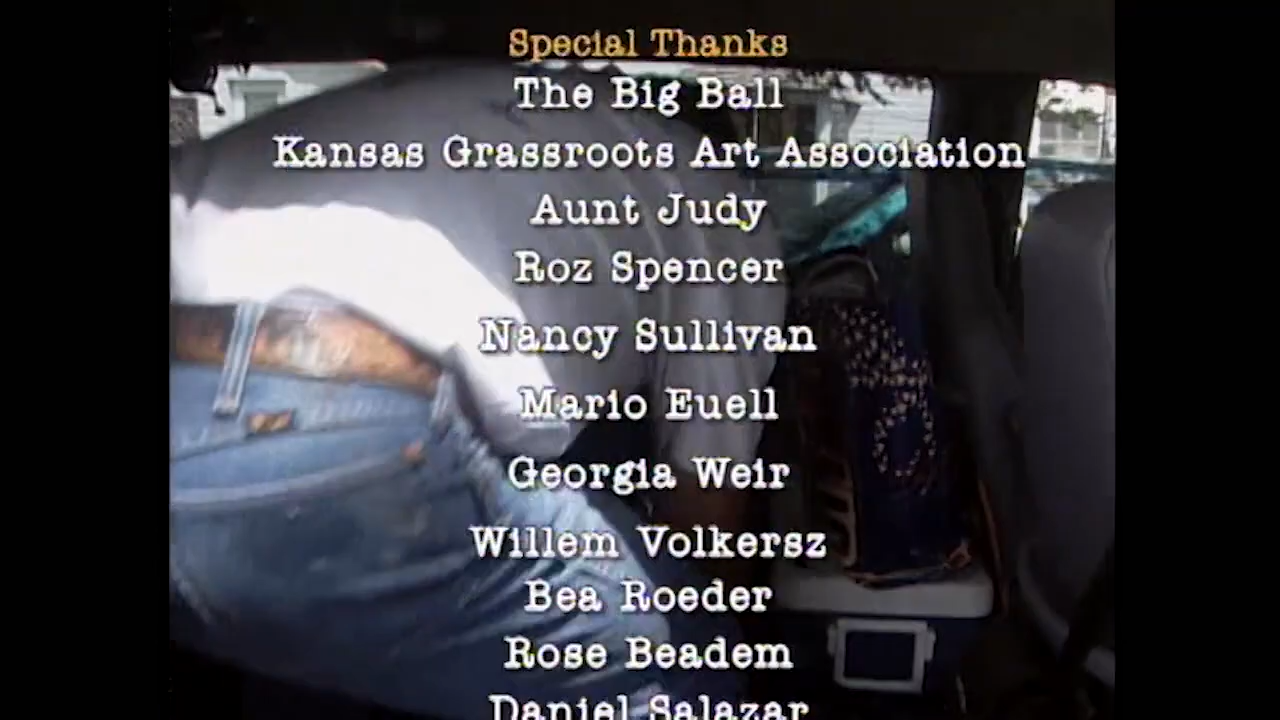 Special Thanks
The Big Ball
Kansas Grassroots Art Association
Aunt Judy
Roz Spencer
Nancy Sullivan
Mario Euell
Georgia Weir
Willem Volkersz
Bea Roeder
Rose Beadem
Daniel Salazar